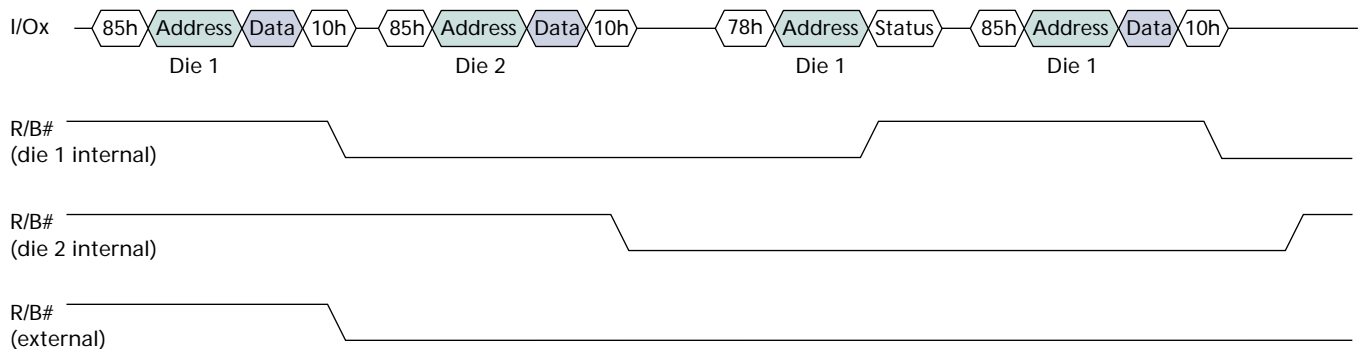 I/Ox 85h Address Data 10h 85h Address Data 10h 78h Address Status 85h Address Data 10h
Die 1 Die 2 Die 1 Die 1
R/B#
(die 1 internal)
R/B#
(die 2 internal)
R/B#
(external)